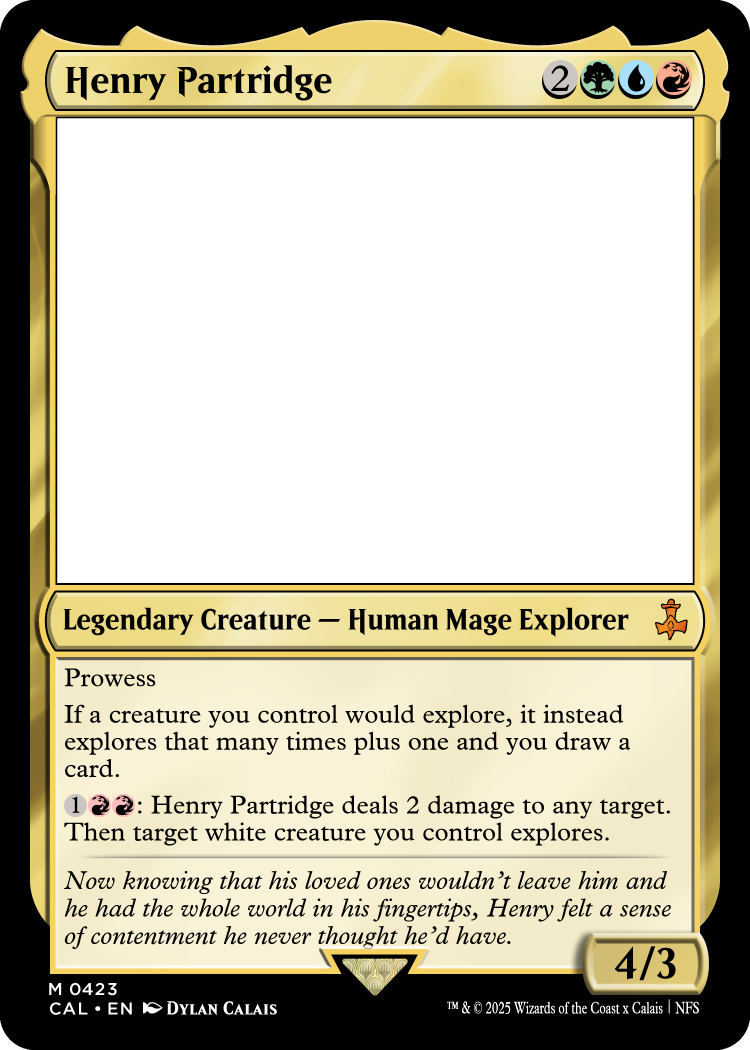 Henry Partridge 2
Legendary Creature — Human Mage Explorer
Prowess
If a creature you control would explore, it instead
explores that many times plus one and you draw a
card.
1: Henry Partridge deals 2 damage to any target.
Then target white creature you control explores.
Now knowing that his loved ones wouldn't leave him and
he had the whole world in his fingertips, Henry felt a sense
of contentment he never thought he'd have.
4/3
M 0423
CAL • EN Dylan Calais
™ & © 2025 Wizards of the Coast x Calais | NFS